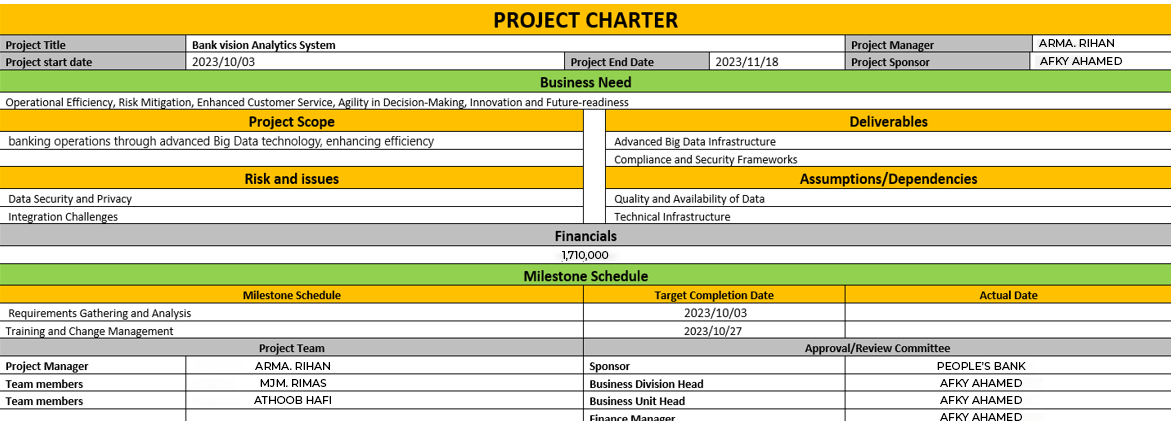 PROJECT CHARTER
Project Title Bank vision Analytics System Project Manager ARMA. RIHAN
Project start date 2023/10/03 Project End Date 2023/11/18 Project Sponsor AFKY AHAMED
Business Need
Operational Efficiency, Risk Mitigation, Enhanced Customer Service, Agility in Decision-Making, Innovation and Future-readiness
Project Scope Deliverables
banking operations through advanced Big Data technology, enhancing efficiency Advanced Big Data Infrastructure
Compliance and Security Frameworks
Risk and issues Assumptions/Dependencies
Data Security and Privacy Quality and Availability of Data
Integration Challenges Technical Infrastructure
Financials
1,710,000
Milestone Schedule
Milestone Schedule Target Completion Date Actual Date
Requirements Gathering and Analysis 2023/10/03
Training and Change Management 2023/10/27
Project Team Approval/Review Committee
Project Manager ARMA. RIHAN Sponsor PEOPLE'S BANK
Team members MJM. RIMAS Business Division Head AFKY AHAMED
Team members ATHOOB HAFI Business Unit Head AFKY AHAMED
Finance Manager AFKY AHAMED